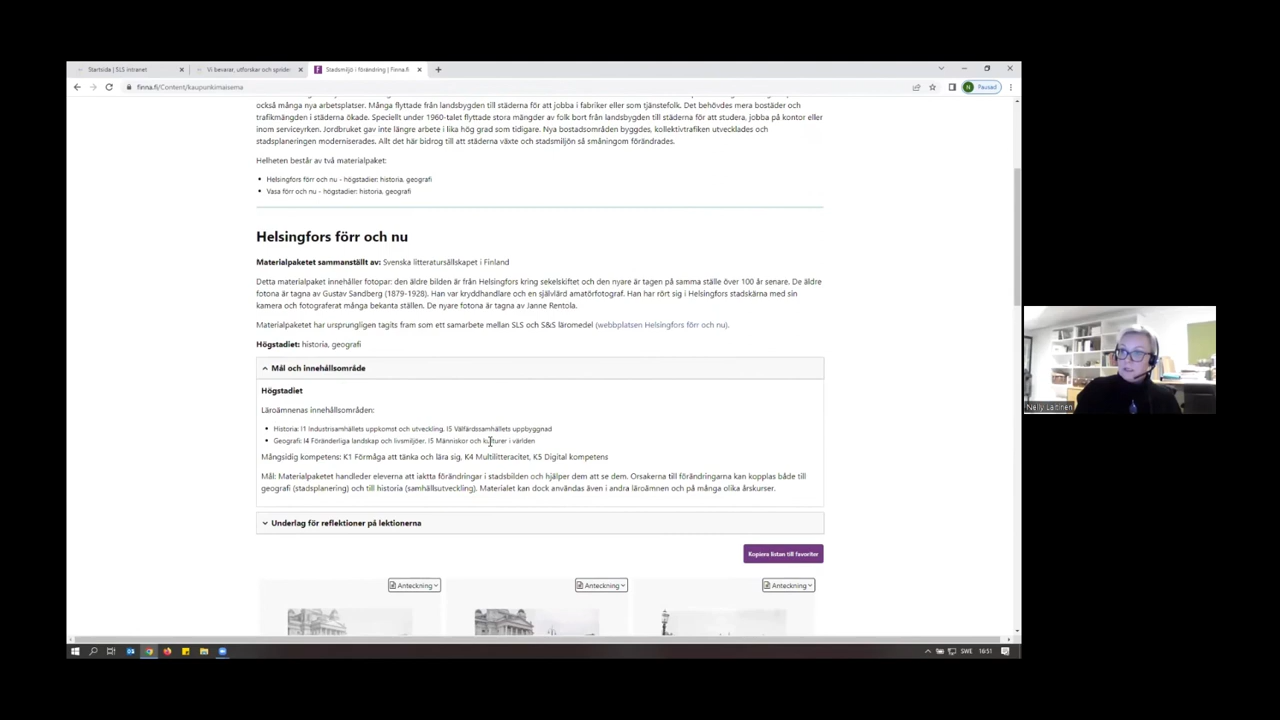 Startsida | SLS intranet
Vi bevarar, utforskar och sprider
Stadsmiljö i förändring | Finna.fi
finna.fi/Content/kaupunkimaisema
Pausad
också många nya arbetsplatser. Många flyttade från landsbygden till städerna för att jobba i fabriker eller som tjänstefolk. Det behövdes mera bostäder och
trafikmängden i städerna ökade. Speciellt under 1960-talet flyttade stora mängder av folk bort från landsbygden till städerna för att studera, jobba på kontor eller
inom serviceyrken. Jordbruket gav inte längre arbete i lika hög grad som tidigare. Nya bostadsområden byggdes, kollektivtrafiken utvecklades och
stadsplaneringen moderniserades. Allt det här bidrog till att städerna växte och stadsmiljön så småningom förändrades.
Helheten består av två materialpaket:
Helsingfors förr och nu - högstadier: historia, geografi
Vasa förr och nu - högstadier: historia, geografi
Helsingfors förr och nu
Materialpaketet sammanställt av: Svenska litteratursällskapet i Finland
Detta materialpaket innehåller fotopar: den äldre bilden är från Helsingfors kring sekelskiftet och den nyare är tagen på samma ställe över 100 år senare. De äldre
fotona är tagna av Gustav Sandberg (1879-1928). Han var kryddhandlare och en självlärd amatörfotograf. Han har rört sig i Helsingfors stadskärna med sin
kamera och fotograferat många bekanta ställen. De nyare fotona är tagna av Janne Rentola.
Materialpaketet har ursprungligen tagits fram som ett samarbete mellan SLS och S&S läromedel (webbplatsen Helsingfors förr och nu).
Högstadiet: historia, geografi
Mål och innehållsområde
Högstadiet
Läroämnenas innehållsområden:
Historia: I1 Industrisamhällets uppkomst och utveckling, I5 Välfärdssamhällets uppbyggnad
Geografi: I4 Föränderliga landskap och livsmiljöer, I5 Människor och kulturer i världen
Mångsidig kompetens: K1 Förmåga att tänka och lära sig, K4 Multilitteracitet, K5 Digital kompetens
Mål: Materialpaketet handleder eleverna att iaktta förändringar i stadsbilden och hjälper dem att se dem. Orsakerna till förändringarna kan kopplas både till
geografi (stadsplanering) och till historia (samhällsutveckling). Materialet kan dock användas även i andra läroämnen och på många olika årskurser.
Underlag för reflektioner på lektionerna
Kopiera listan till favoriter
Anteckning
Anteckning
Anteckning
SWE
16:51
Nelly Laitinen